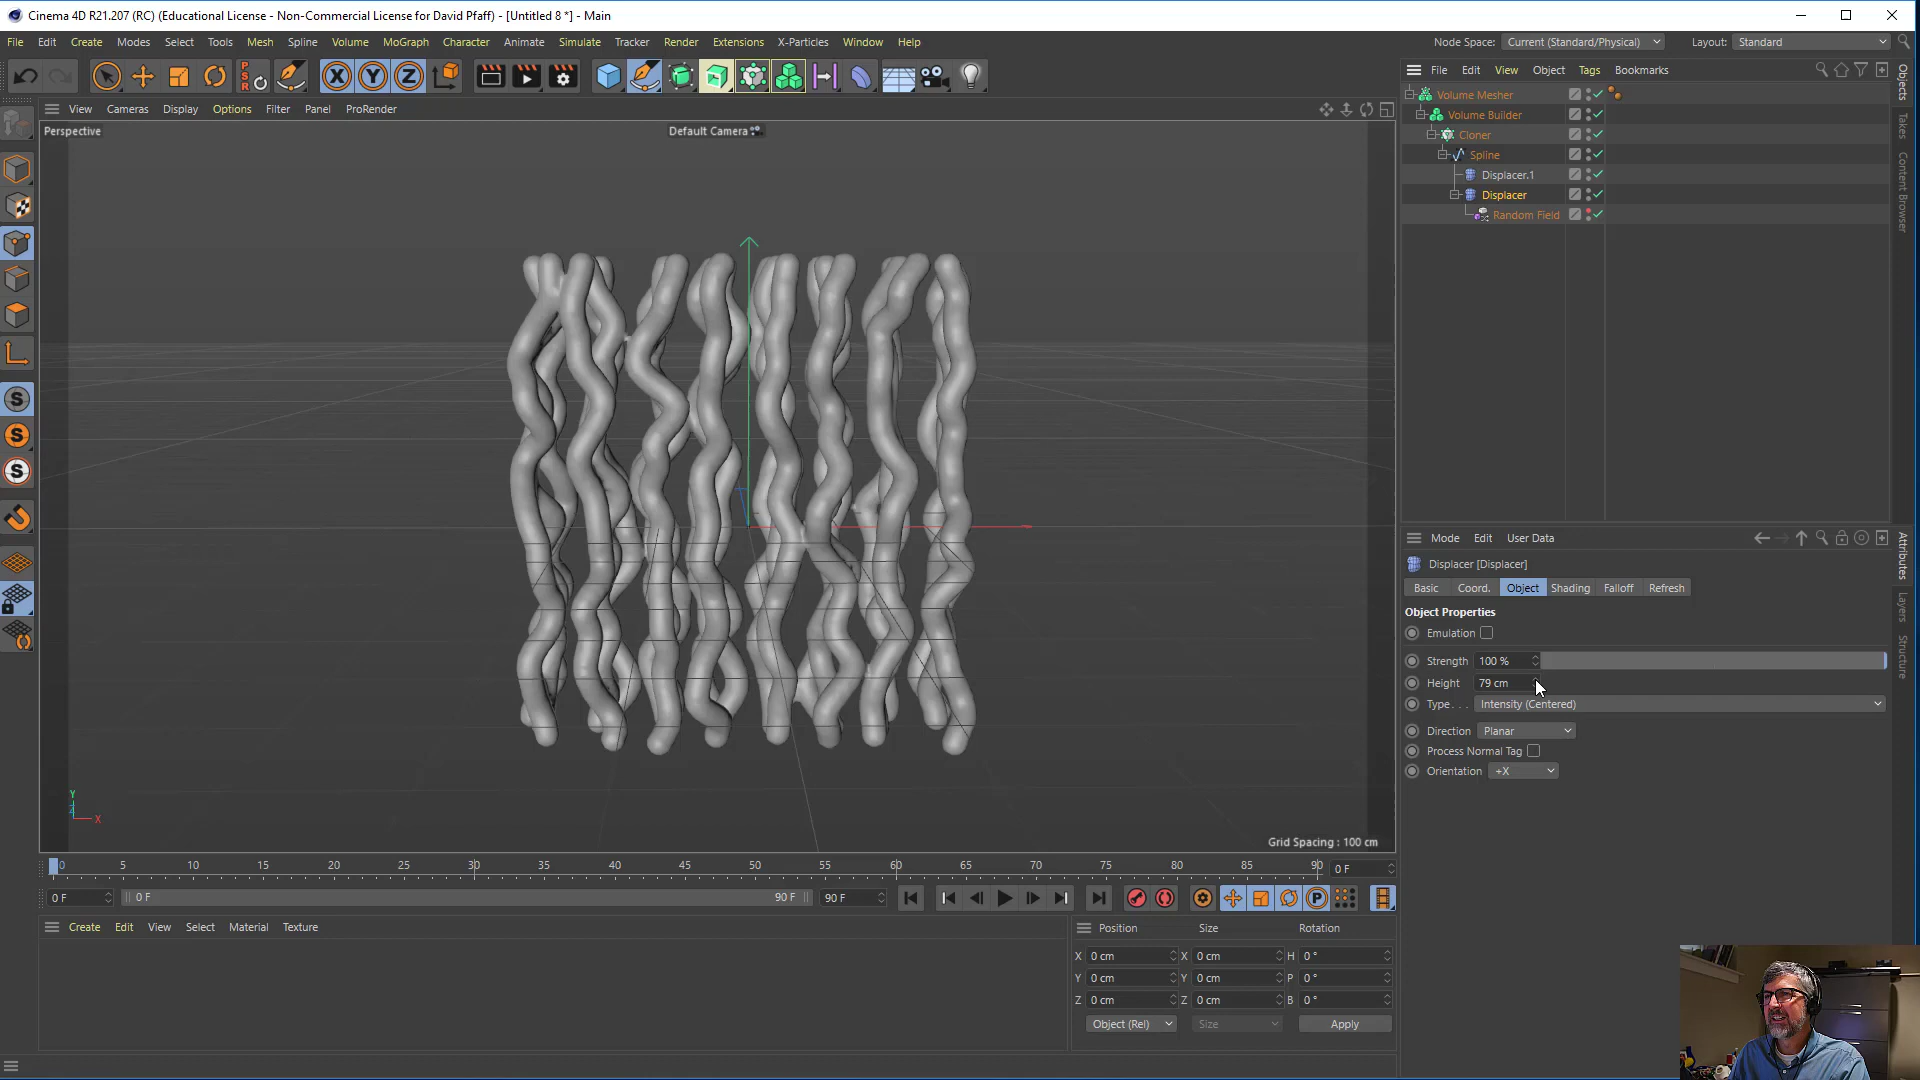 Cinema 4D R21.207 (RC) (Educational License - Non-Commercial License for David Pfaff) - [Untitled 8 *] - Main
File Edit Create Modes Select Tools Mesh Spline Volume MoGraph Character Animate Simulate Tracker Render Extensions X-Particles Window Help Node Space: Current (Standard/Physical) Layout: Standard
X Y Z
PSR
File Edit View Object Tags Bookmarks
View Cameras Display Options Filter Panel ProRender
Perspective
Default Camera
Volume Mesher
Volume Builder
Cloner
Spline
Displacer.1
Displacer
Random Field
Objects
Takes
Content Browser
S
S
S
Mode Edit User Data
Displacer [Displacer]
Basic Coord. Object Shading Falloff Refresh
Object Properties
Emulation
Strength 100 %
Height 79 cm
Type . . . Intensity (Centered)
Direction Planar
Process Normal Tag
Orientation +X
Attributes
Layers
Structure
Y
Z
X
Grid Spacing : 100 cm
0 5 10 15 20 25 30 35 40 45 50 55 60 65 70 75 80 85 90 0 F
0 F 0 F 90 F 90 F
P
Create Edit View Select Material Texture
Position Size Rotation
X 0 cm X 0 cm H 0 °
Y 0 cm Y 0 cm P 0 °
Z 0 cm Z 0 cm B 0 °
Object (Rel) Size Apply